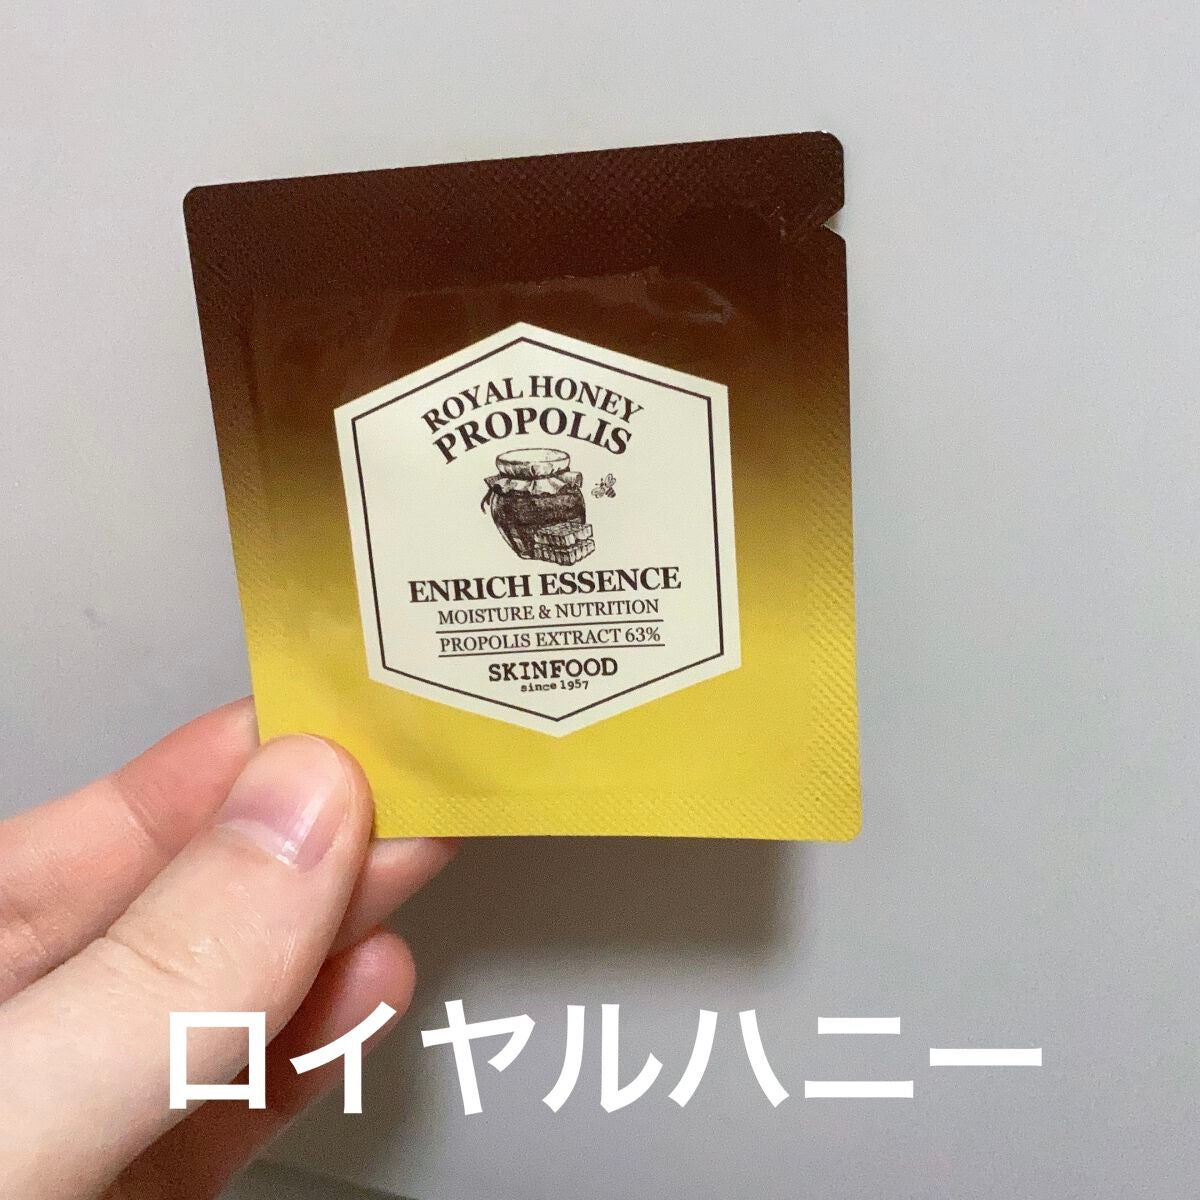 ROYAL HONEY
PROPOLIS
ENRICH ESSENCE
MOISTURE & NUTRITION
PROPOLIS EXTRACT 63%
SKINFOOD
since 1957
ロイヤルハニー